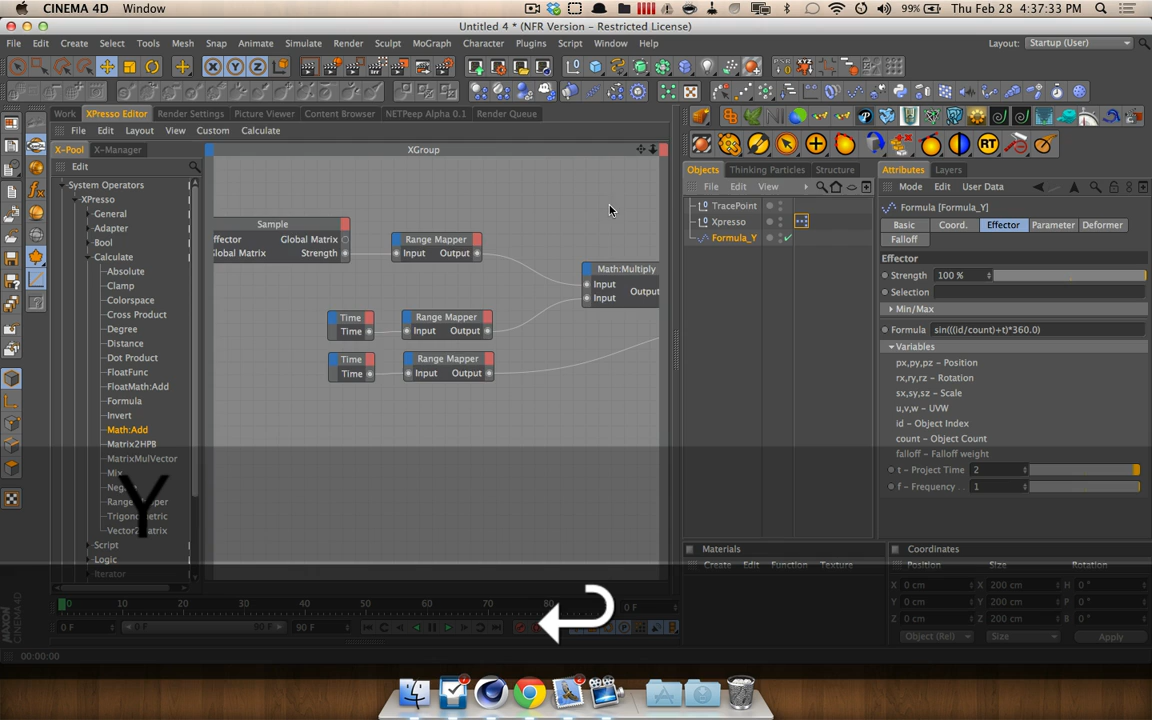 CINEMA 4D Window 99% Thu Feb 28 4:37:33 PM
Untitled 4 * (NFR Version - Restricted License)
File Edit Create Select Tools Mesh Snap Animate Simulate Render Sculpt MoGraph Character Plugins Script Window Help Layout: Startup (User)
X Y Z
RT
Work XPresso Editor Render Settings Picture Viewer Content Browser NETPeep Alpha 0.1 Render Queue
File Edit Layout View Custom Calculate
X-Pool X-Manager XGroup
Edit
System Operators
XPresso
General
Adapter
Bool
Calculate
Absolute
Clamp
Colorspace
Cross Product
Degree
Distance
Dot Product
FloatFunc
FloatMath:Add
Formula
Invert
Math:Add
Matrix2HPB
MatrixMulVector
Mix
Range Mapper
Trigonometric
Vector2Matrix
Script
Logic
Iterator
Sample
ffector Global Matrix
Global Matrix Strength
Range Mapper
Input Output
Math:Multiply
Input
Input
Output
Time
Time
Range Mapper
Input Output
Time
Time
Range Mapper
Input Output
Y
Objects Thinking Particles Structure
File Edit View
TracePoint
Xpresso
Formula_Y
Attributes Layers
Mode Edit User Data
Formula [Formula_Y]
Basic Coord. Effector Parameter Deformer
Falloff
Effector
Strength 100 %
Selection
Min/Max
Formula sin(((id/count)+t)*360.0)
Variables
px,py,pz - Position
rx,ry,rz - Rotation
sx,sy,sz - Scale
u,v,w - UVW
id - Object Index
count - Object Count
falloff - Falloff weight
t - Project Time 2
f - Frequency . . 1
Materials
Create Edit Function Texture
Coordinates
Position Size Rotation
X 0 cm X 200 cm H 0 °
Y 0 cm Y 200 cm P 0 °
Z 0 cm Z 200 cm B 0 °
Object (Rel) Size Apply
0 10 20 30 40 50 60 70 80 0 F
0 F 0 F 90 F 90 F
MAXON CINEMA 4D
00:00:00